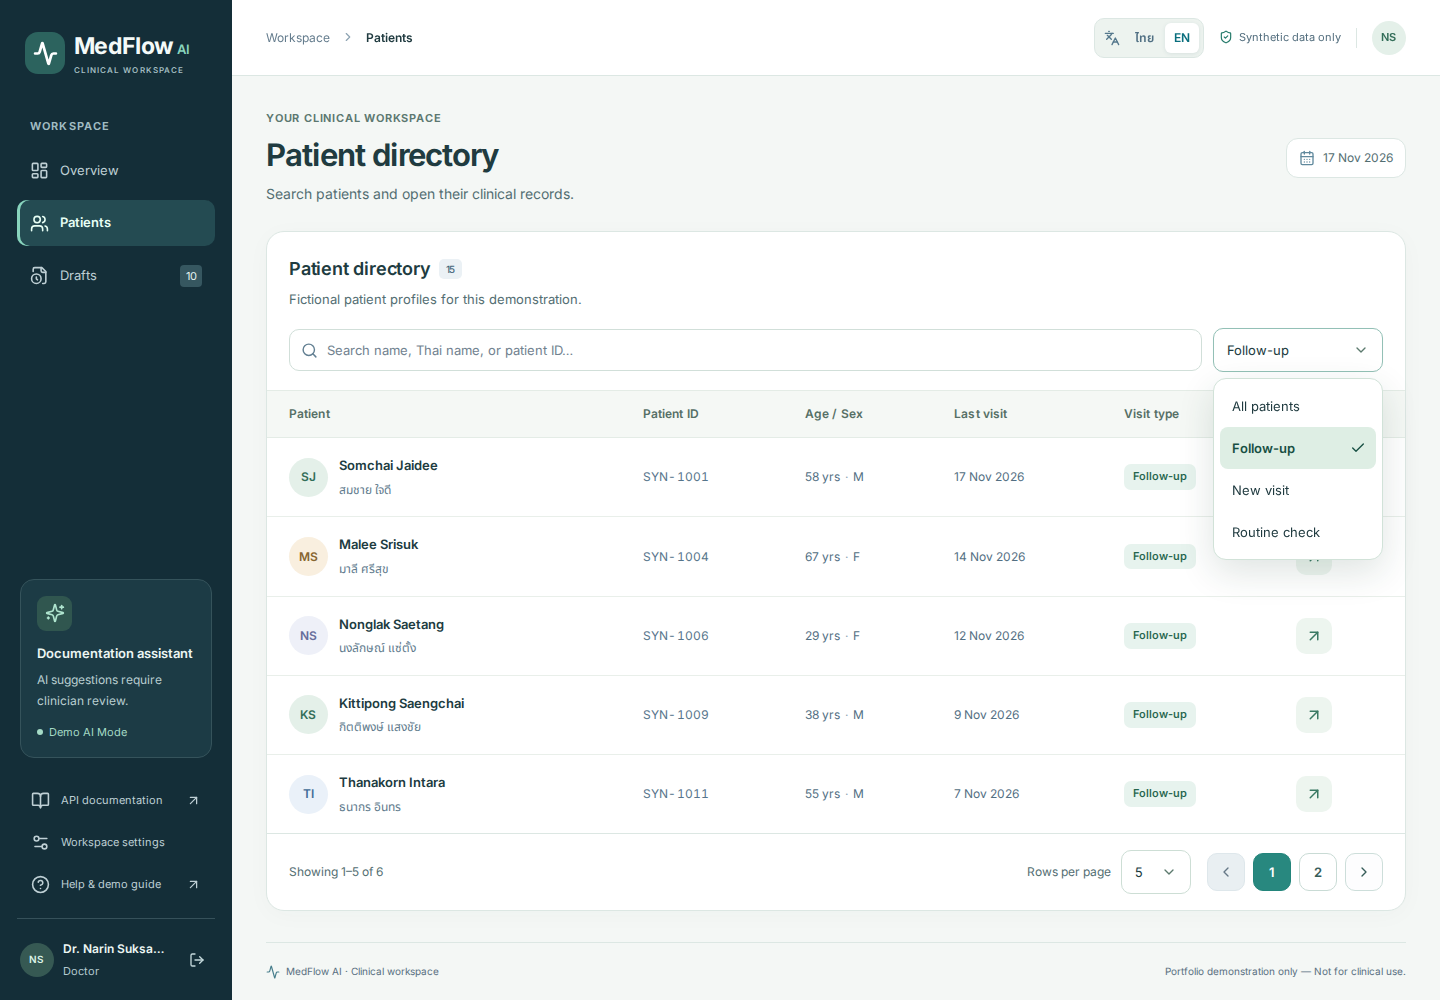 MedFlow AI
CLINICAL WORKSPACE
WORKSPACE
Overview
Patients
Drafts 10
Documentation assistant
AI suggestions require
clinician review.
Demo AI Mode
API documentation
Workspace settings
Help & demo guide
NS Dr. Narin Suksa...
Doctor
Workspace Patients
ไทย EN Synthetic data only NS
YOUR CLINICAL WORKSPACE
Patient directory
17 Nov 2026
Search patients and open their clinical records.
Patient directory 15
Fictional patient profiles for this demonstration.
Search name, Thai name, or patient ID...
Follow-up
All patients
Follow-up
New visit
Routine check
Patient Patient ID Age / Sex Last visit Visit type
SJ Somchai Jaidee SYN-1001 58 yrs · M 17 Nov 2026 Follow-up
สมชาย ใจดี
MS Malee Srisuk SYN-1004 67 yrs · F 14 Nov 2026 Follow-up
มาลี ศรีสุข
NS Nonglak Saetang SYN-1006 29 yrs · F 12 Nov 2026 Follow-up
นงลักษณ์ แซ่ตั้ง
KS Kittipong Saengchai SYN-1009 38 yrs · M 9 Nov 2026 Follow-up
กิตติพงษ์ แสงชัย
TI Thanakorn Intara SYN-1011 55 yrs · M 7 Nov 2026 Follow-up
ธนากร อินทร
Showing 1–5 of 6 Rows per page 5 1 2
MedFlow AI · Clinical workspace
Portfolio demonstration only — Not for clinical use.